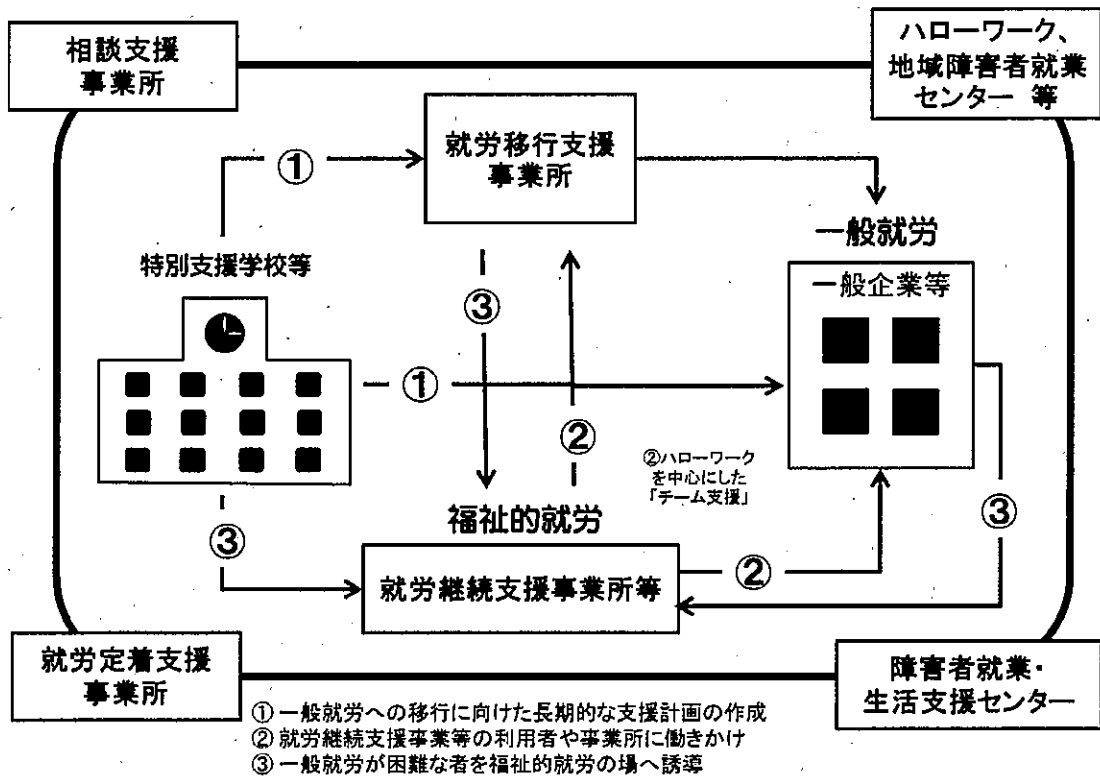 相談支援
事業所
ハローワーク、
地域障害者就業
センター 等
就労移行支援
事業所
①
一般就労
特別支援学校等
一般企業等
③
①
②
②ハローワーク
を中心にした
「チーム支援」
③
福祉的就労
③
②
就労継続支援事業所等
就労定着支援
事業所
障害者就業・
生活支援センター
① 一般就労への移行に向けた長期的な支援計画の作成
② 就労継続支援事業等の利用者や事業所に働きかけ
③ 一般就労が困難な者を福祉的就労の場へ誘導